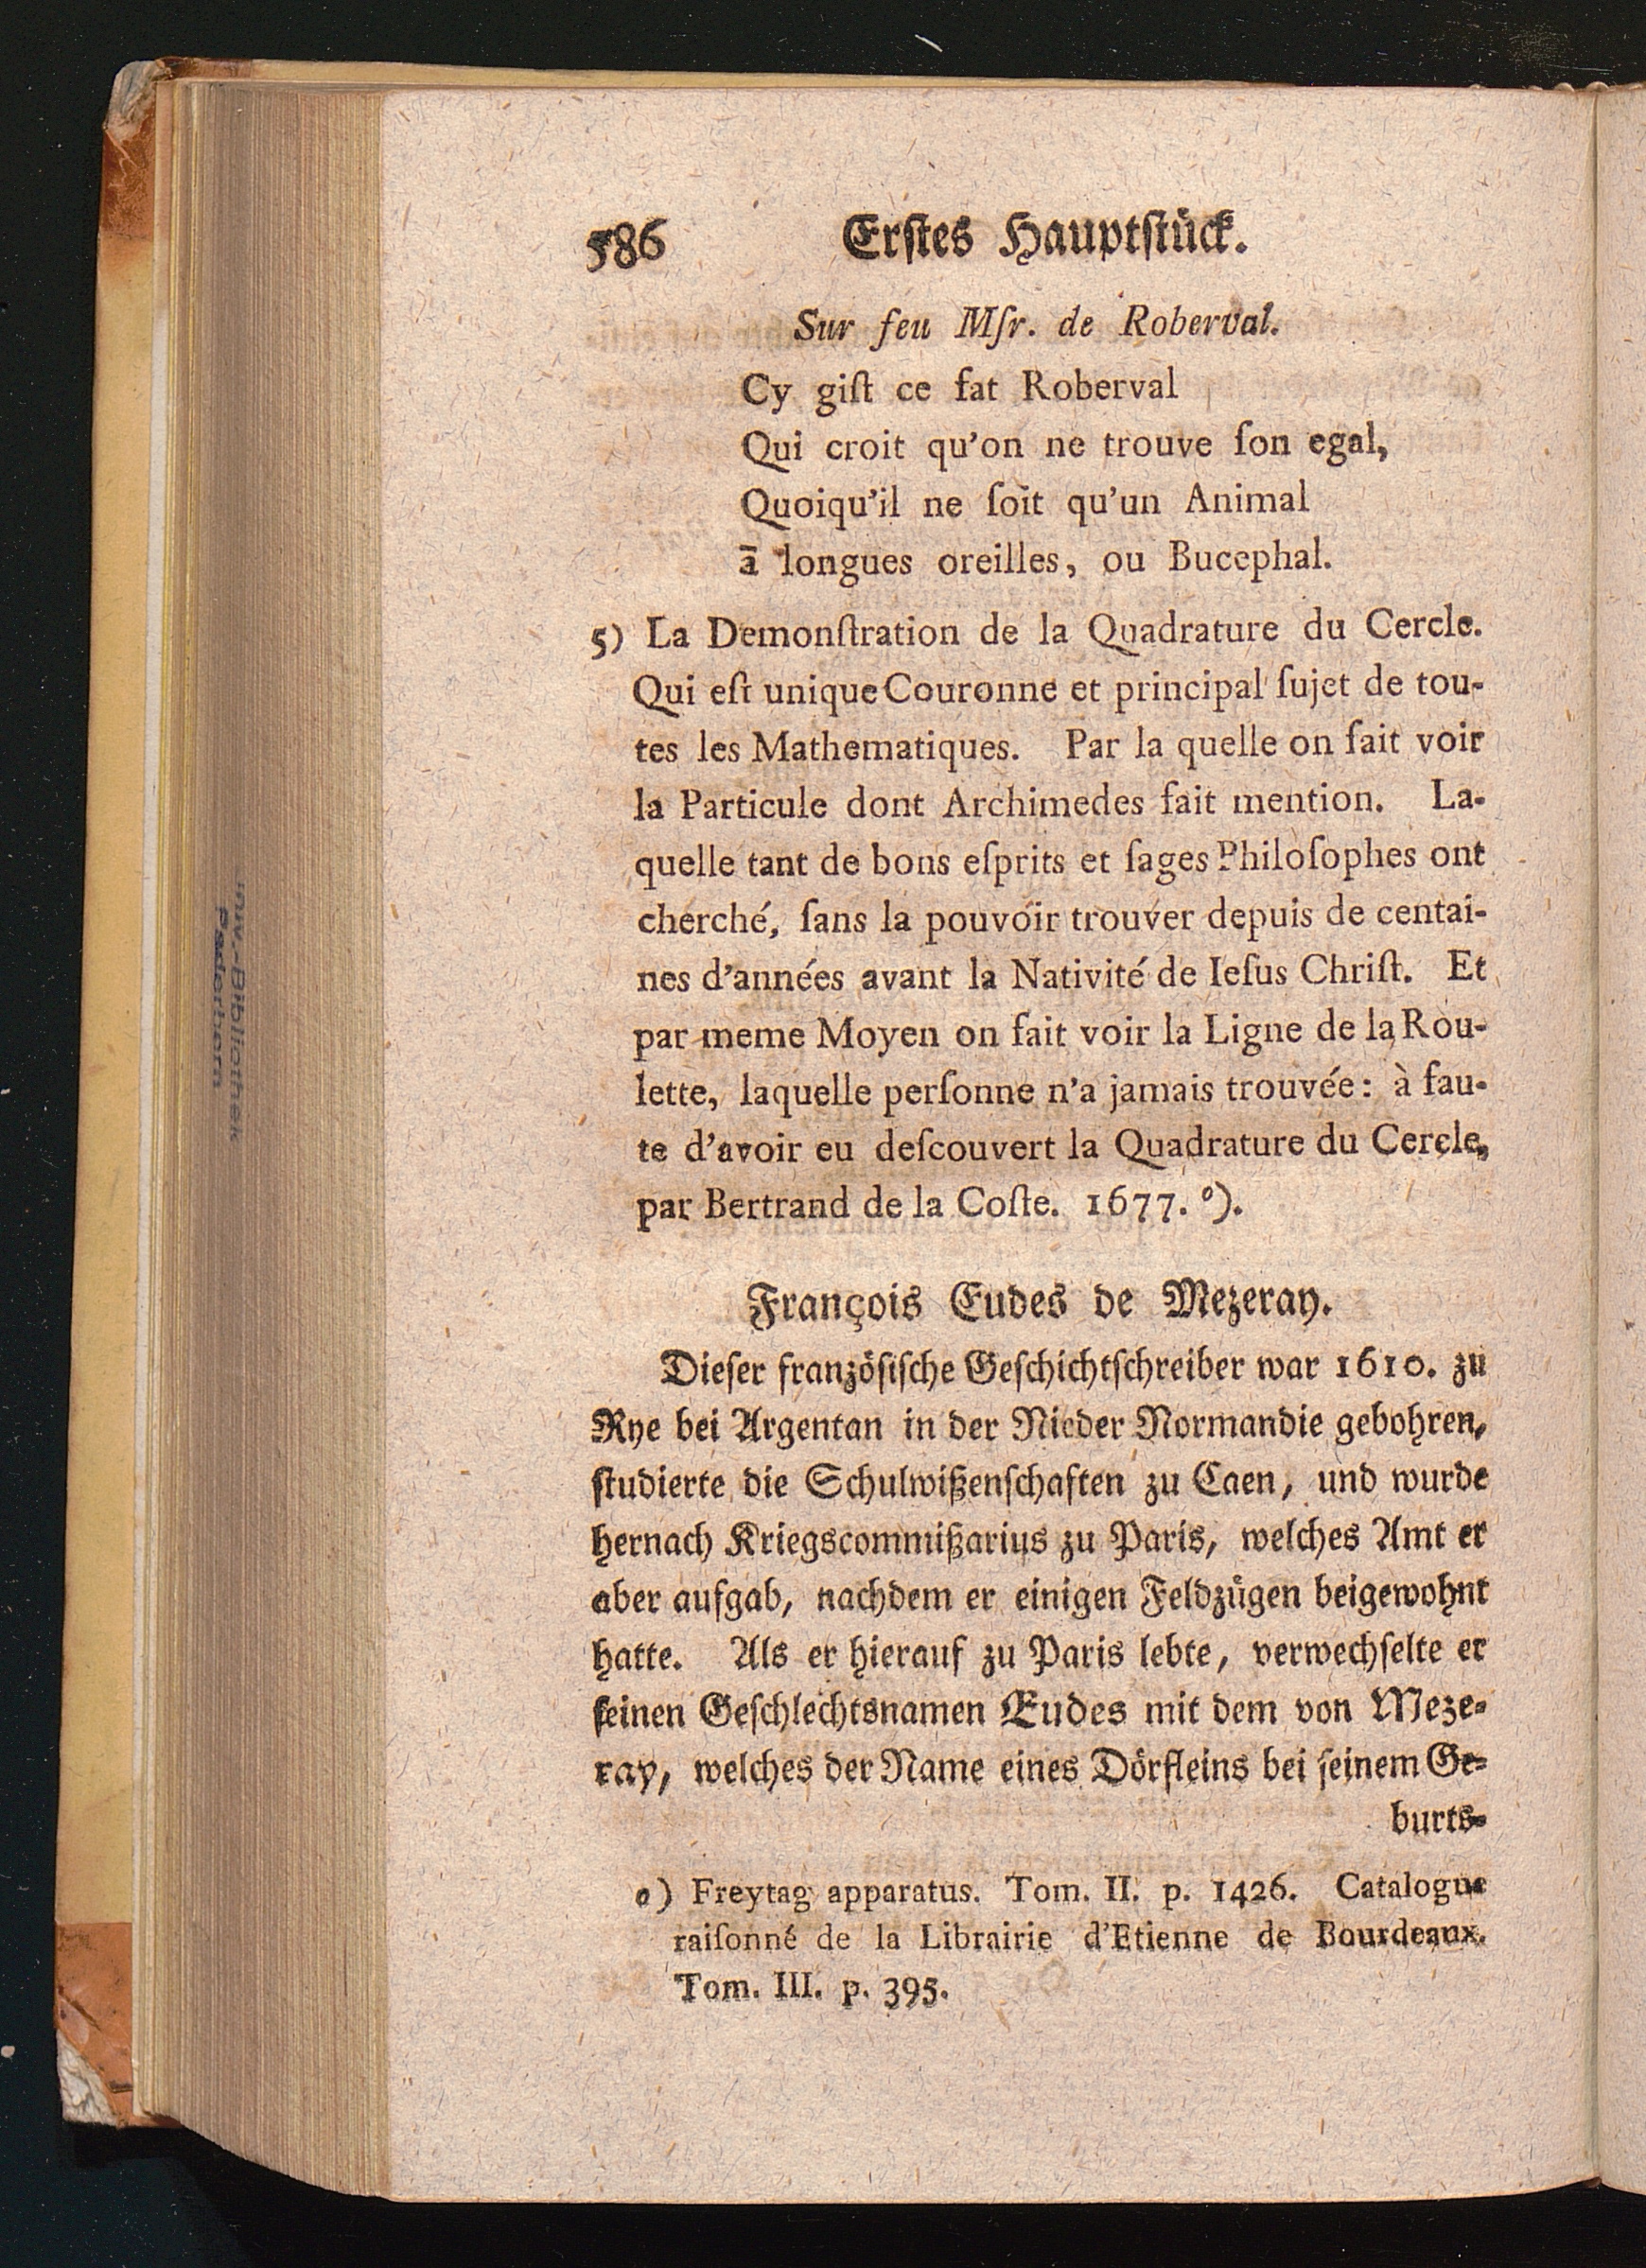 586 Erſtes Hauptſtück.
Sur feu Mſr. de Roberval.
Cy giſt ce fat Roberval
Qui croit qu'on ne trouve ſon egal,
Quoiqu'il ne ſoit qu'un Animal
ā longues oreilles, ou Bucephal.
5) La Demonſtration de la Quadrature du Cercle.
Qui eſt unique Couronne et principal ſujet de tou-
tes les Mathematiques. Par la quelle on fait voir
la Particule dont Archimedes fait mention. La-
quelle tant de bons eſprits et ſages Philoſophes ont
cherché, ſans la pouvoir trouver depuis de centai-
nes d'années avant la Nativité de Ieſus Chriſt. Et
par meme Moyen on fait voir la Ligne de la Rou-
lette, laquelle perſonne n'a jamais trouvée: à fau-
te d'avoir eu deſcouvert la Quadrature du Cercle,
par Bertrand de la Coſte. 1677. o).
François Eudes de Mezeray.
Dieſer franzöſiſche Geſchichtſchreiber war 1610. zu
Rye bei Argentan in der Nieder Normandie gebohren,
ſtudierte die Schulwißenſchaften zu Caen, und wurde
hernach Kriegscommißarius zu Paris, welches Amt er
aber aufgab, nachdem er einigen Feldzügen beigewohnt
hatte. Als er hierauf zu Paris lebte, verwechſelte er
ſeinen Geſchlechtsnamen Eudes mit dem von Meze-
ray, welches der Name eines Dörfleins bei ſeinem Ge-
burts-
o) Freytag apparatus. Tom. II. p. 1426. Catalogue
raiſonné de la Librairie d'Etienne de Bourdeaux.
Tom. III. p. 395.
Univ.-Bibliothek
Paderborn